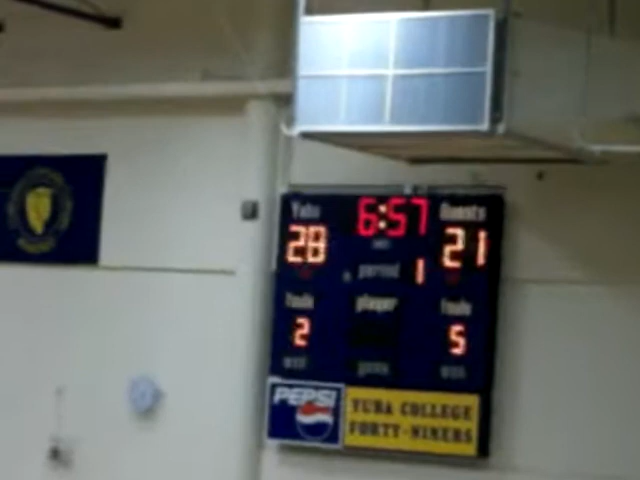 Yuba 6:57 Guests
28 21
period 1
fouls player fouls
2 5
PEPSI
YUBA COLLEGE
FORTY-NINERS